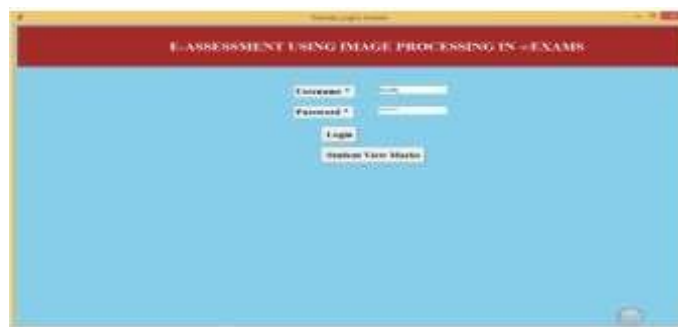 E-ASSESSMENT USING IMAGE PROCESSING IN -EXAMS
Username *
Password *
Login
Student View Marks